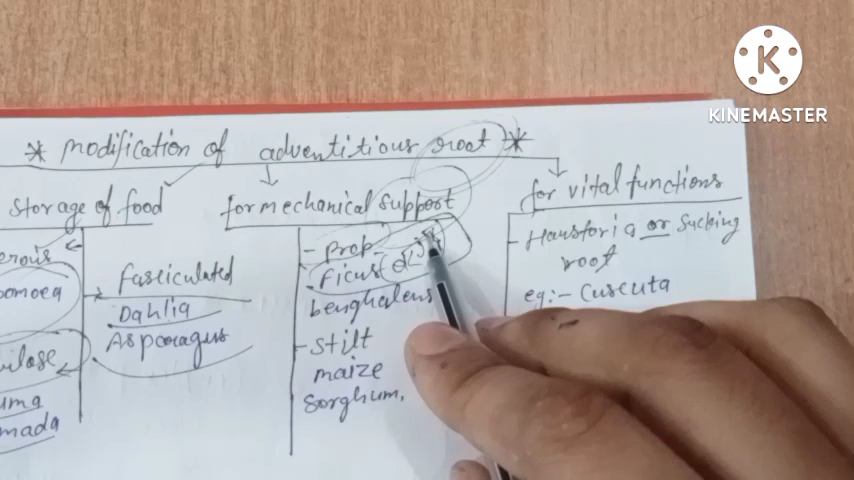 KINEMASTER
* modification of adventitious root *
storage of food
for mechanical support
for vital functions
fasciculated
Dahlia
Asparagus
- prop
ficus
benghalens
- stilt
maize
Sorghum,
- Haustoria or Sucking
root
eg:- Cuscuta